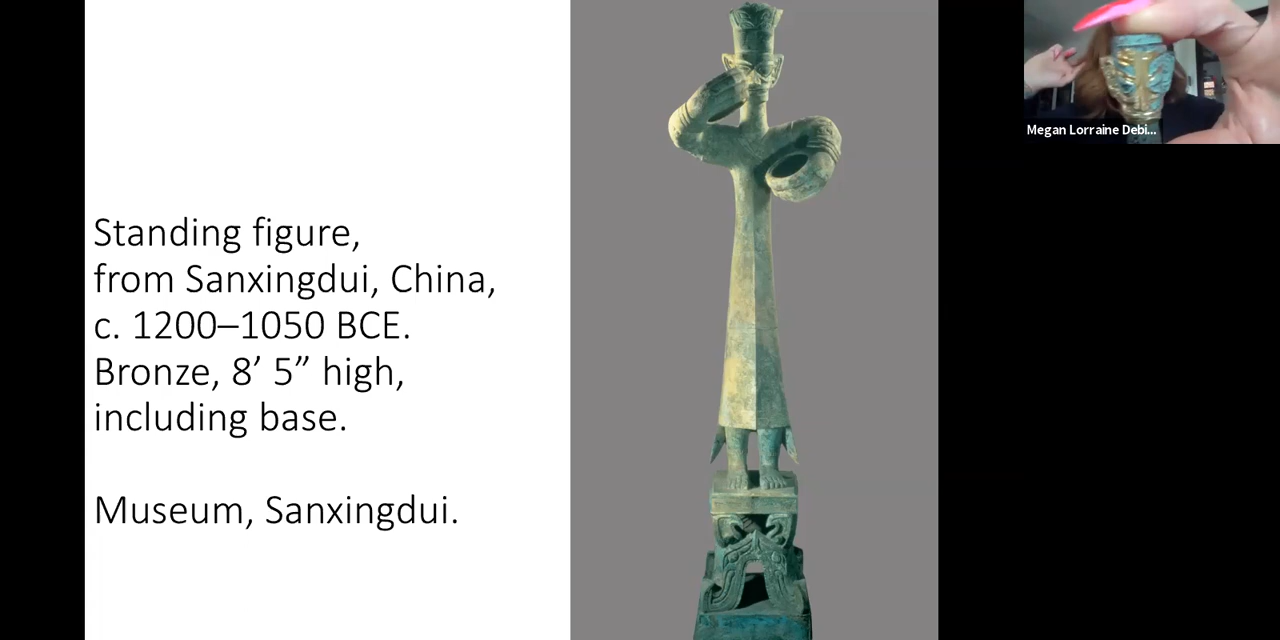 Standing figure,
from Sanxingdui, China,
c. 1200–1050 BCE.
Bronze, 8’ 5” high,
including base.
Museum, Sanxingdui.
Megan Lorraine Debi...